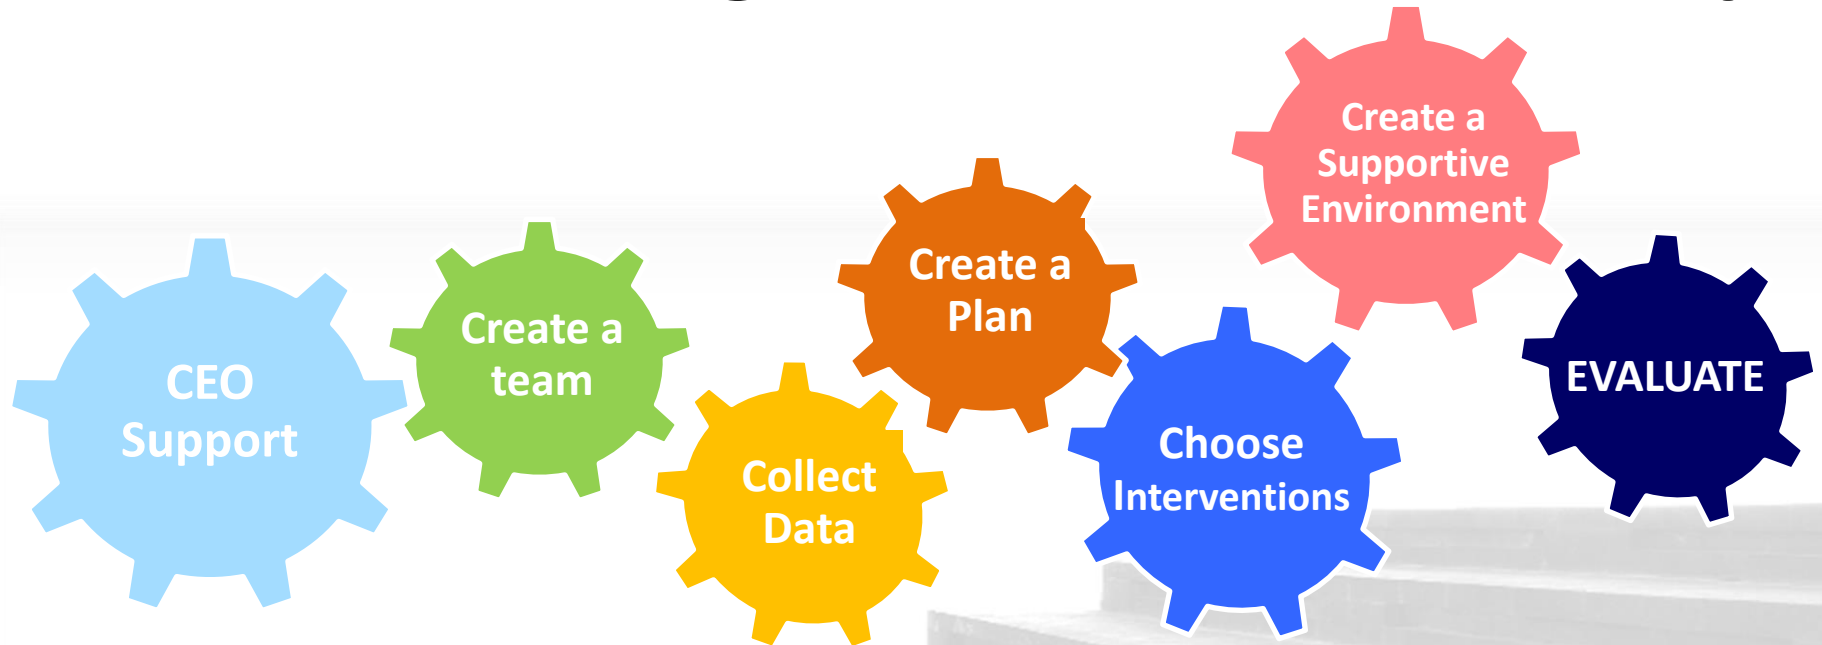 CEO
Support
Create a
team
Collect
Data
Create a
Plan
Choose
Interventions
Create a
Supportive
Environment
EVALUATE